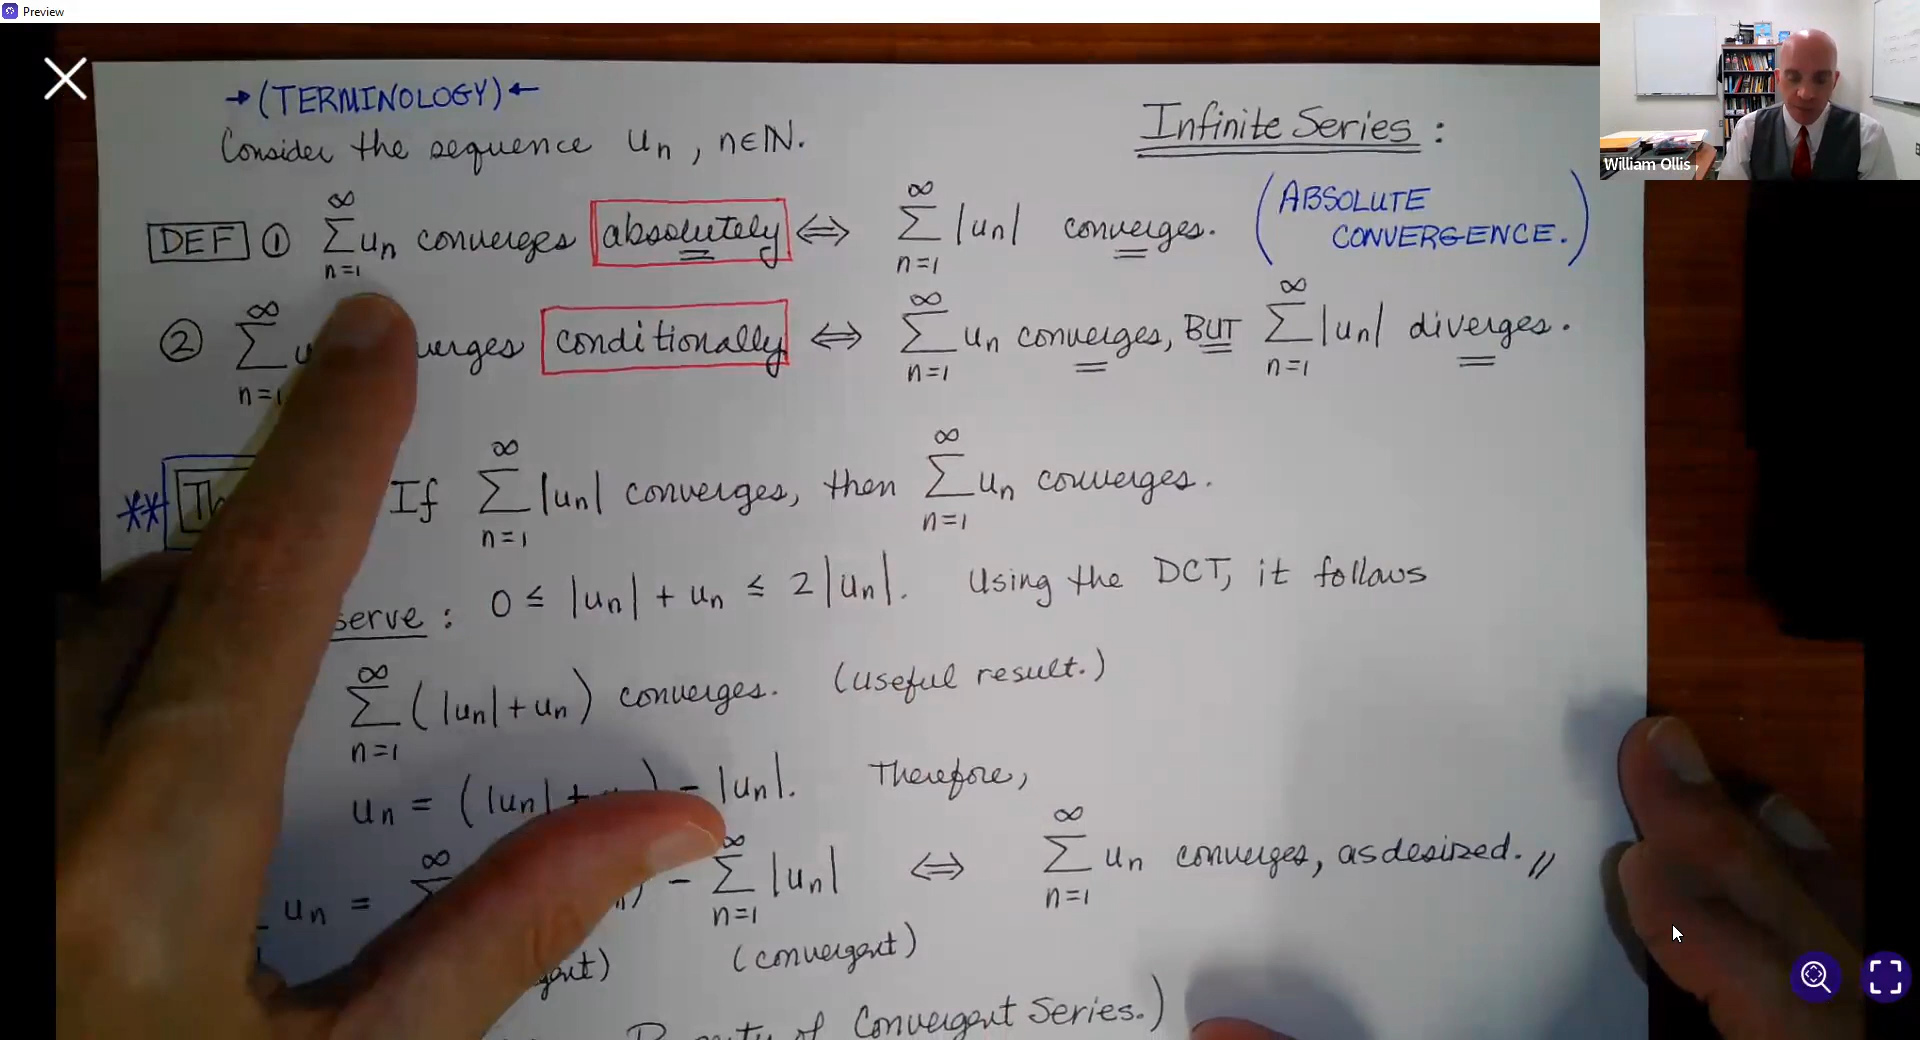 Preview
William Ollis
→ (TERMINOLOGY) ←
Infinite Series :
Consider the sequence uₙ , n∈ℕ.
DEF ① ∑_{n=1}^{∞} uₙ converges absolutely ⟺ ∑_{n=1}^{∞} |uₙ| converges. (ABSOLUTE CONVERGENCE.)
② ∑_{n=1}^{∞} conditionally ⟺ ∑_{n=1}^{∞} uₙ converges, BUT ∑_{n=1}^{∞} |uₙ| diverges.
** If ∑_{n=1}^{∞} |uₙ| converges, then ∑_{n=1}^{∞} uₙ converges.
: 0 ≤ |uₙ| + uₙ ≤ 2|uₙ|. Using the DCT, it follows
∑_{n=1}^{∞} (|uₙ| + uₙ) converges. (useful result.)
uₙ = (|uₙ| + ) - |uₙ|. Therefore,
uₙ = - ∑_{n=1}^{∞} |uₙ| ⟺ ∑_{n=1}^{∞} uₙ converges, as desired. //
(convergent)
of Convergent Series.)